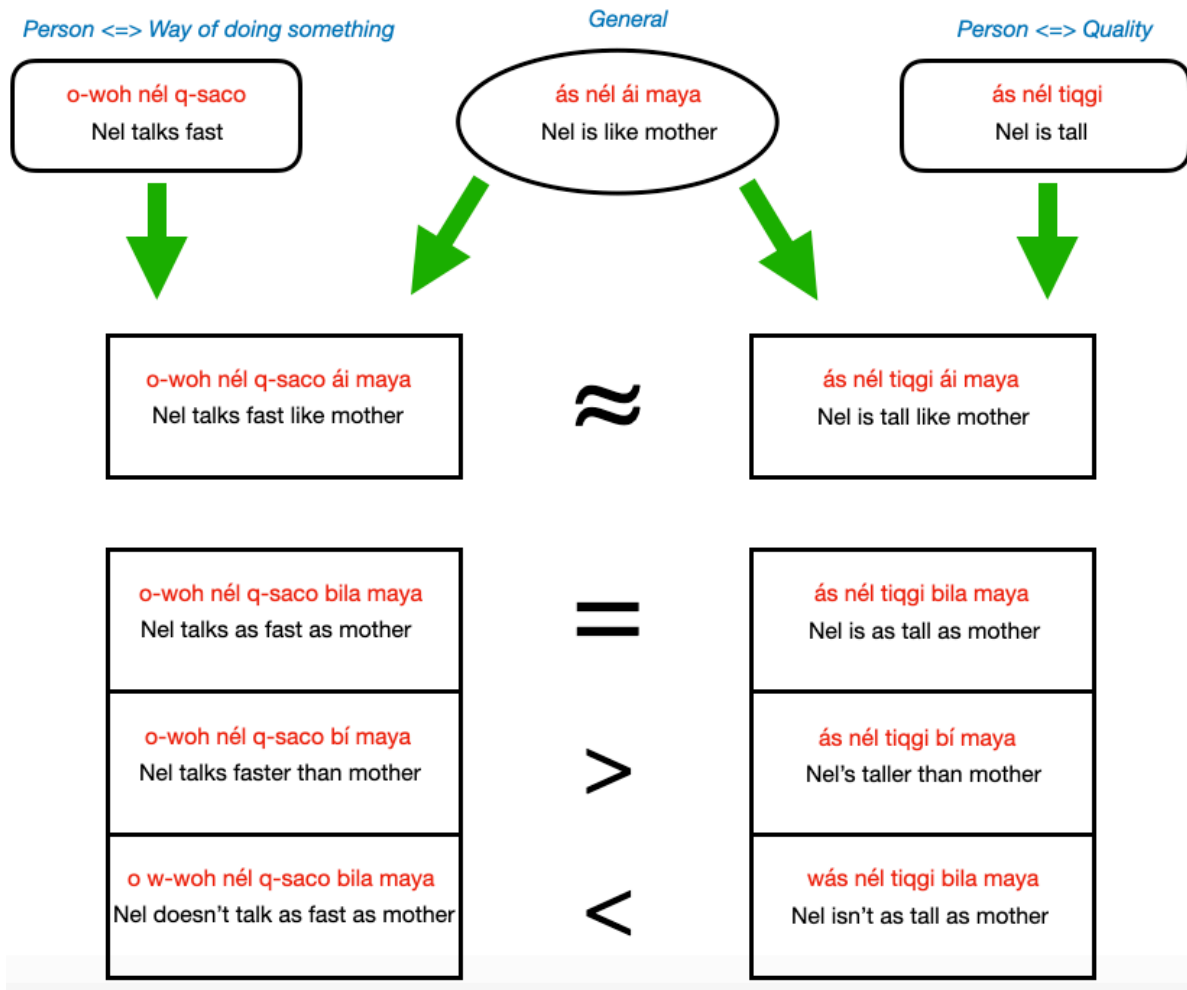 Person <=> Way of doing something
General
Person <=> Quality
o-woh nél q-saco
Nel talks fast
ás nél ái maya
Nel is like mother
ás nél tiqgi
Nel is tall
o-woh nél q-saco ái maya
Nel talks fast like mother
≈
ás nél tiqgi ái maya
Nel is tall like mother
o-woh nél q-saco bila maya
Nel talks as fast as mother
=
ás nél tiqgi bila maya
Nel is as tall as mother
o-woh nél q-saco bí maya
Nel talks faster than mother
>
ás nél tiqgi bí maya
Nel’s taller than mother
o w-woh nél q-saco bila maya
Nel doesn’t talk as fast as mother
<
wás nél tiqgi bila maya
Nel isn’t as tall as mother